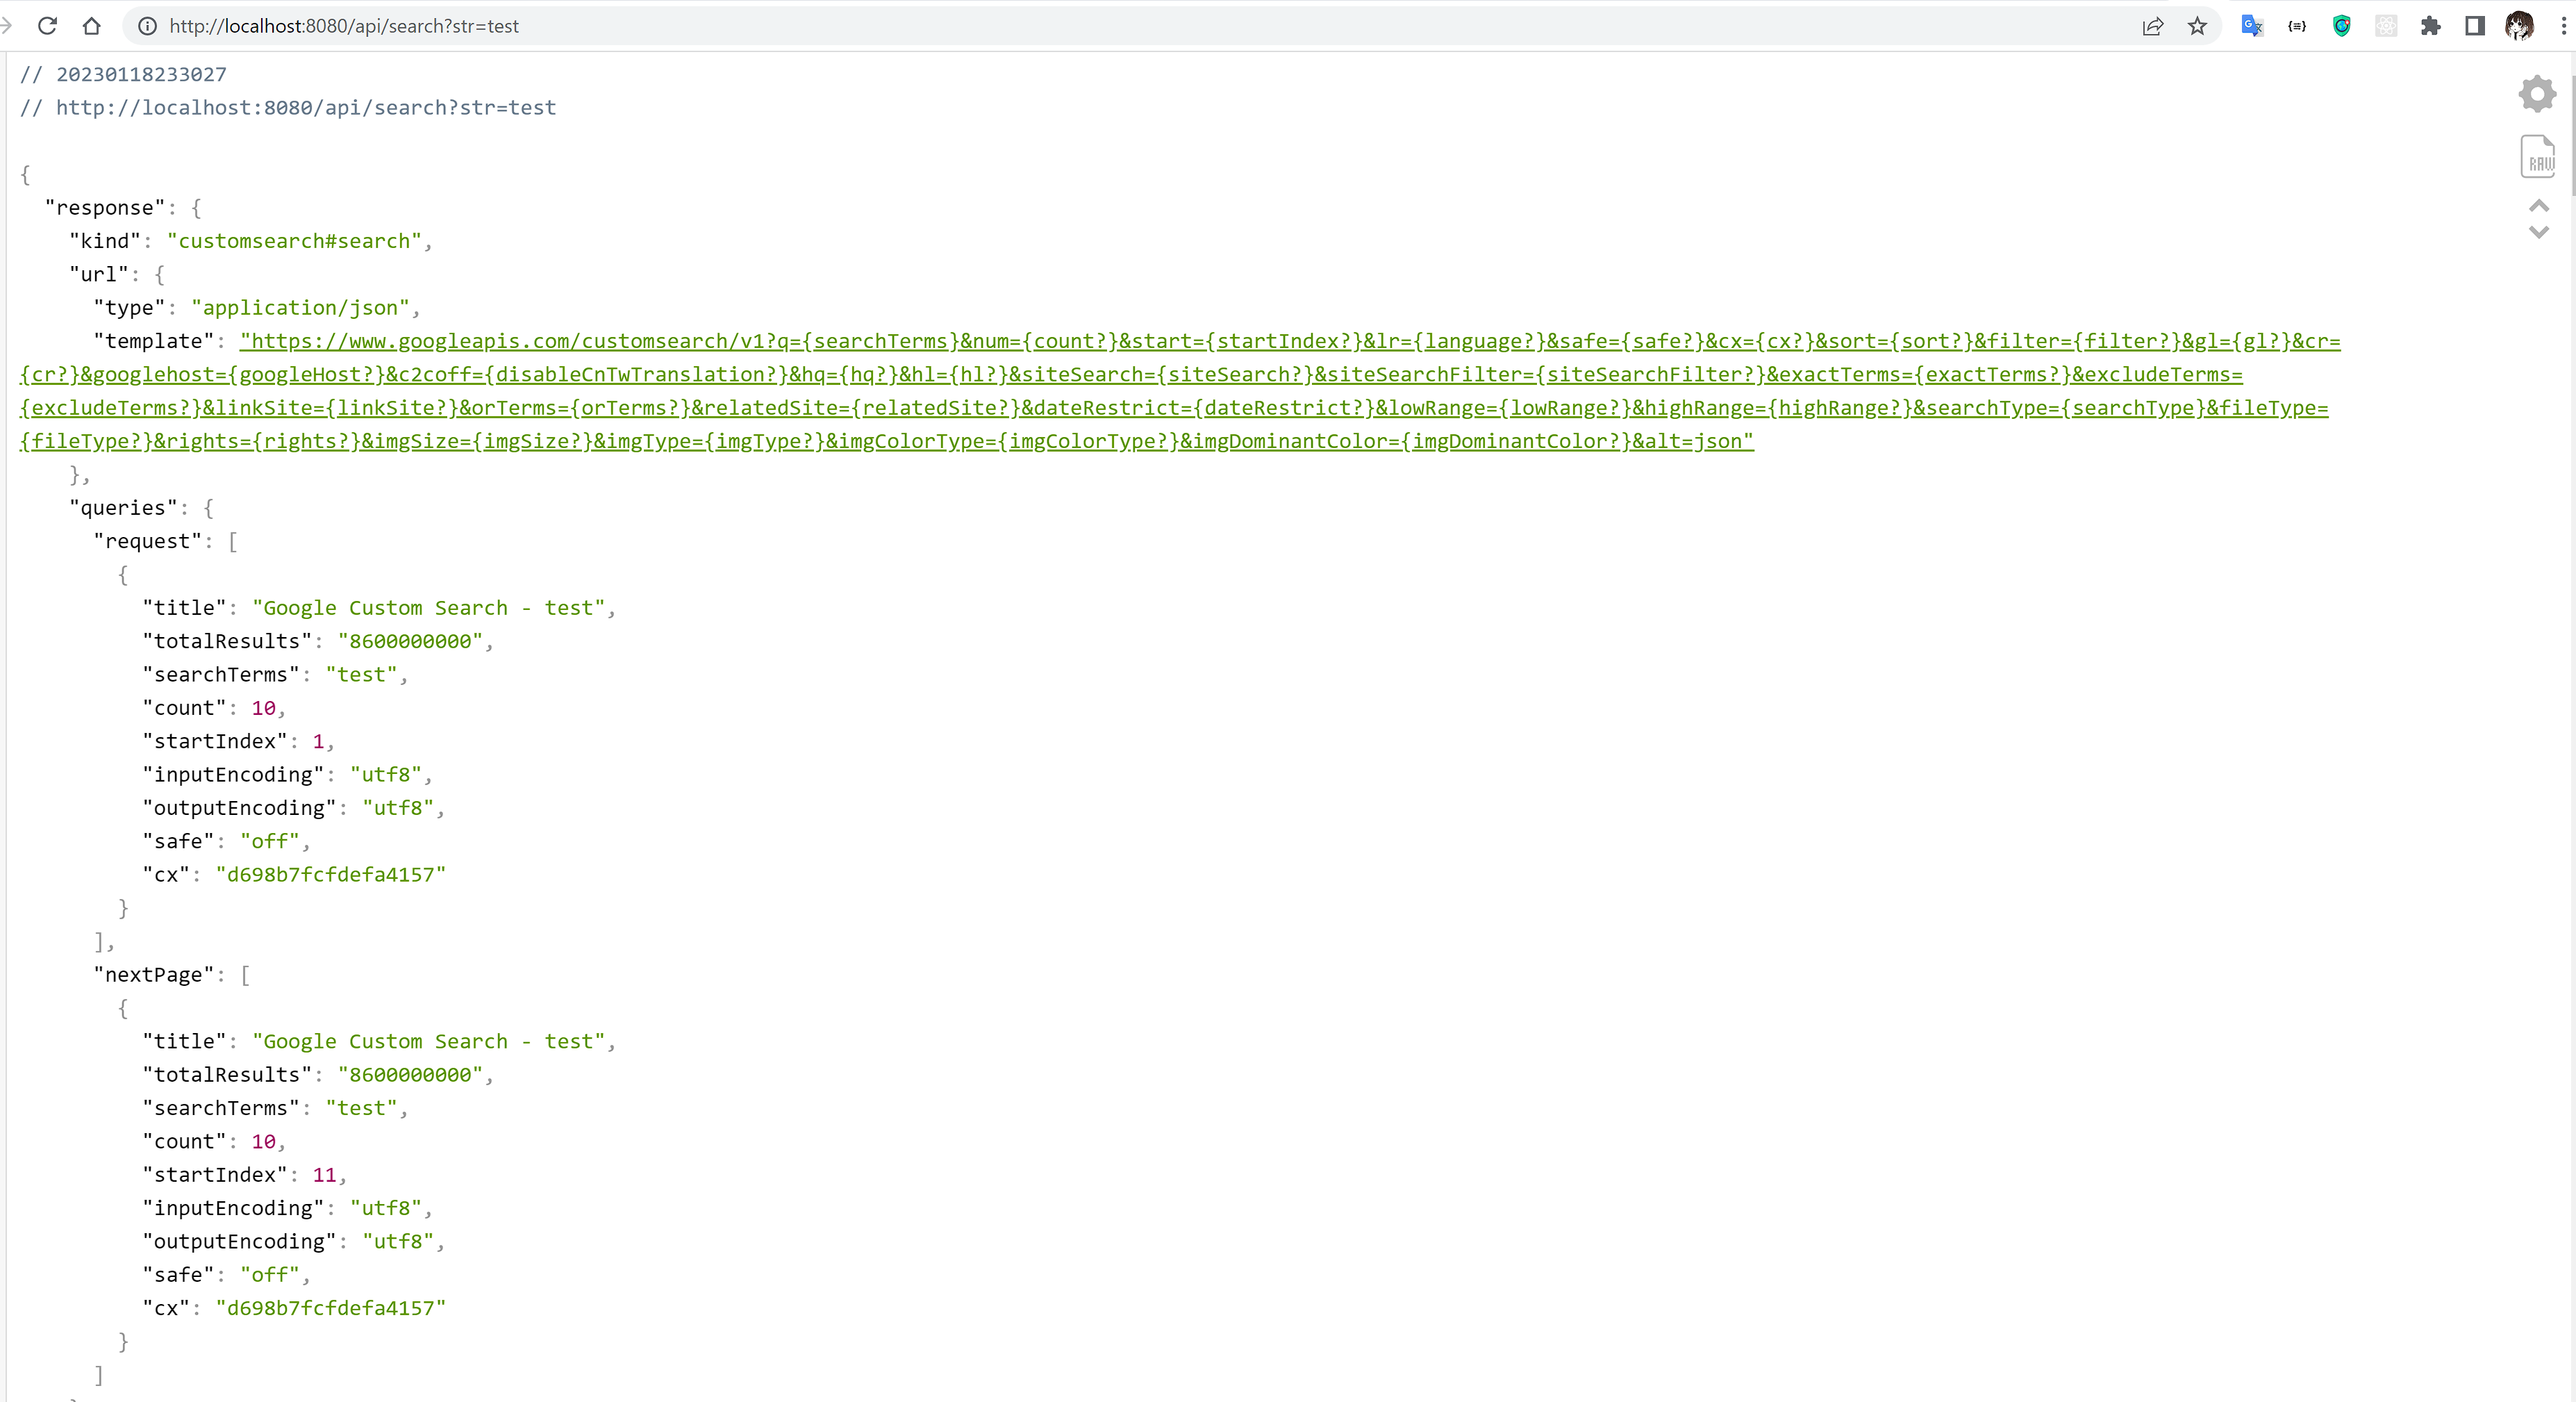 http://localhost:8080/api/search?str=test
// 20230118233027
// http://localhost:8080/api/search?str=test
{
"response": {
"kind": "customsearch#search",
"url": {
"type": "application/json",
"template": "https://www.googleapis.com/customsearch/v1?q={searchTerms}&num={count?}&start={startIndex?}&lr={language?}&safe={safe?}&cx={cx?}&sort={sort?}&filter={filter?}&gl={gl?}&cr=
{cr?}&googlehost={googleHost?}&c2coff={disableCnTwTranslation?}&hq={hq?}&hl={hl?}&siteSearch={siteSearch?}&siteSearchFilter={siteSearchFilter?}&exactTerms={exactTerms?}&excludeTerms=
{excludeTerms?}&linkSite={linkSite?}&orTerms={orTerms?}&relatedSite={relatedSite?}&dateRestrict={dateRestrict?}&lowRange={lowRange?}&highRange={highRange?}&searchType={searchType}&fileType=
{fileType?}&rights={rights?}&imgSize={imgSize?}&imgType={imgType?}&imgColorType={imgColorType?}&imgDominantColor={imgDominantColor?}&alt=json"
},
"queries": {
"request": [
{
"title": "Google Custom Search - test",
"totalResults": "8600000000",
"searchTerms": "test",
"count": 10,
"startIndex": 1,
"inputEncoding": "utf8",
"outputEncoding": "utf8",
"safe": "off",
"cx": "d698b7fcfdefa4157"
}
],
"nextPage": [
{
"title": "Google Custom Search - test",
"totalResults": "8600000000",
"searchTerms": "test",
"count": 10,
"startIndex": 11,
"inputEncoding": "utf8",
"outputEncoding": "utf8",
"safe": "off",
"cx": "d698b7fcfdefa4157"
}
]
RAW